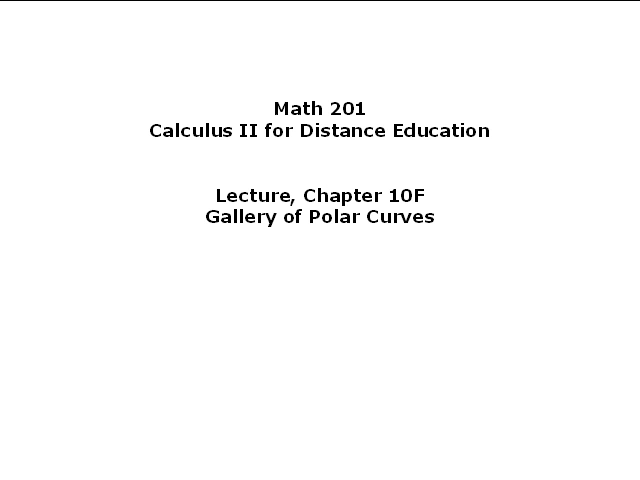 Math 201
Calculus II for Distance Education
Lecture, Chapter 10F
Gallery of Polar Curves